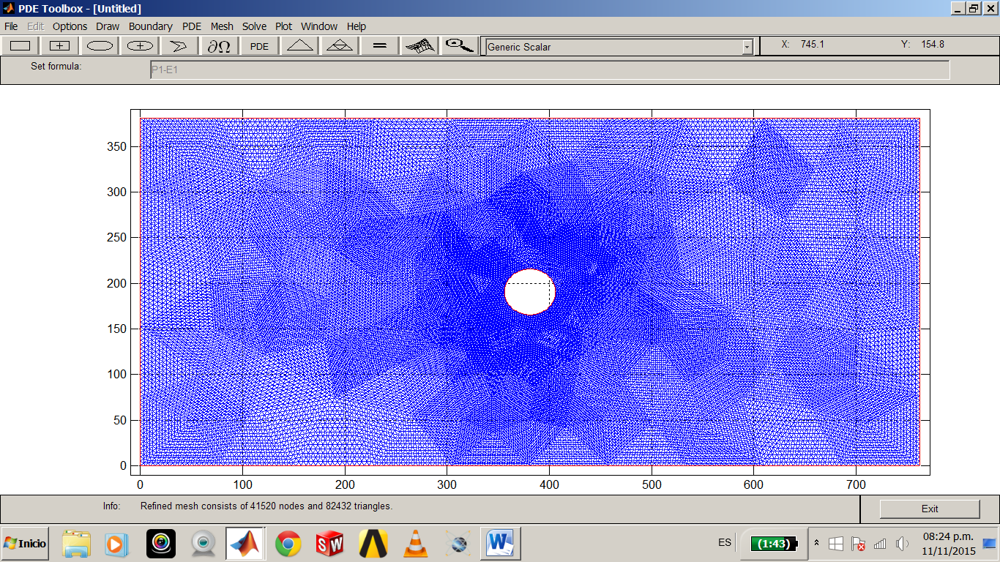 PDE Toolbox - [Untitled]
File Edit Options Draw Boundary PDE Mesh Solve Plot Window Help
∂Ω PDE = Generic Scalar X: 745.1 Y: 154.8
Set formula: P1-E1
350
300
250
200
150
100
50
0
0 100 200 300 400 500 600 700
Info: Refined mesh consists of 41520 nodes and 82432 triangles. Exit
Inicio SW W ES (1:43) 08:24 p.m.
11/11/2015